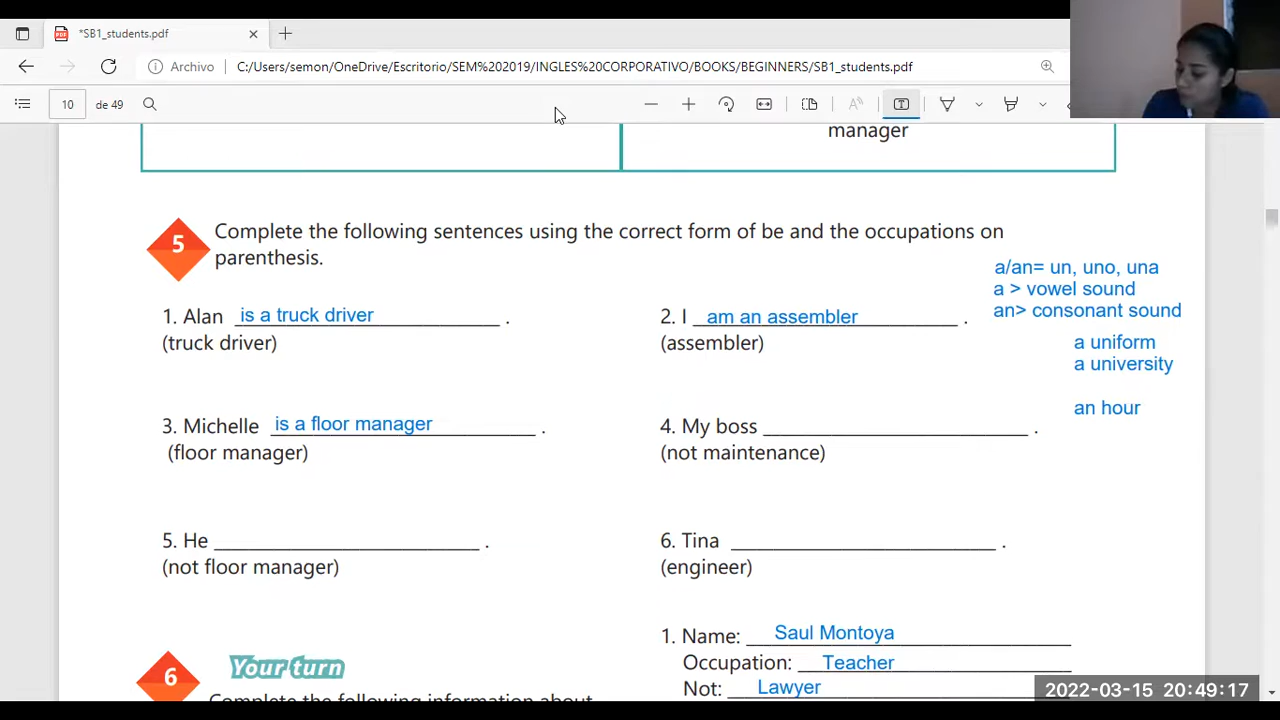 *SB1_students.pdf
Archivo
C:/Users/semon/OneDrive/Escritorio/SEM%202019/INGLES%20CORPORATIVO/BOOKS/BEGINNERS/SB1_students.pdf
10 de 49
manager
5 Complete the following sentences using the correct form of be and the occupations on
parenthesis.
a/an= un, uno, una
a > vowel sound
an> consonant sound
a uniform
a university
an hour
1. Alan is a truck driver .
(truck driver)
2. I am an assembler .
(assembler)
3. Michelle is a floor manager .
(floor manager)
4. My boss .
(not maintenance)
5. He .
(not floor manager)
6. Tina .
(engineer)
6 Your turn
Complete the following information about
1. Name: Saul Montoya
Occupation: Teacher
Not: Lawyer
2022-03-15 20:49:17